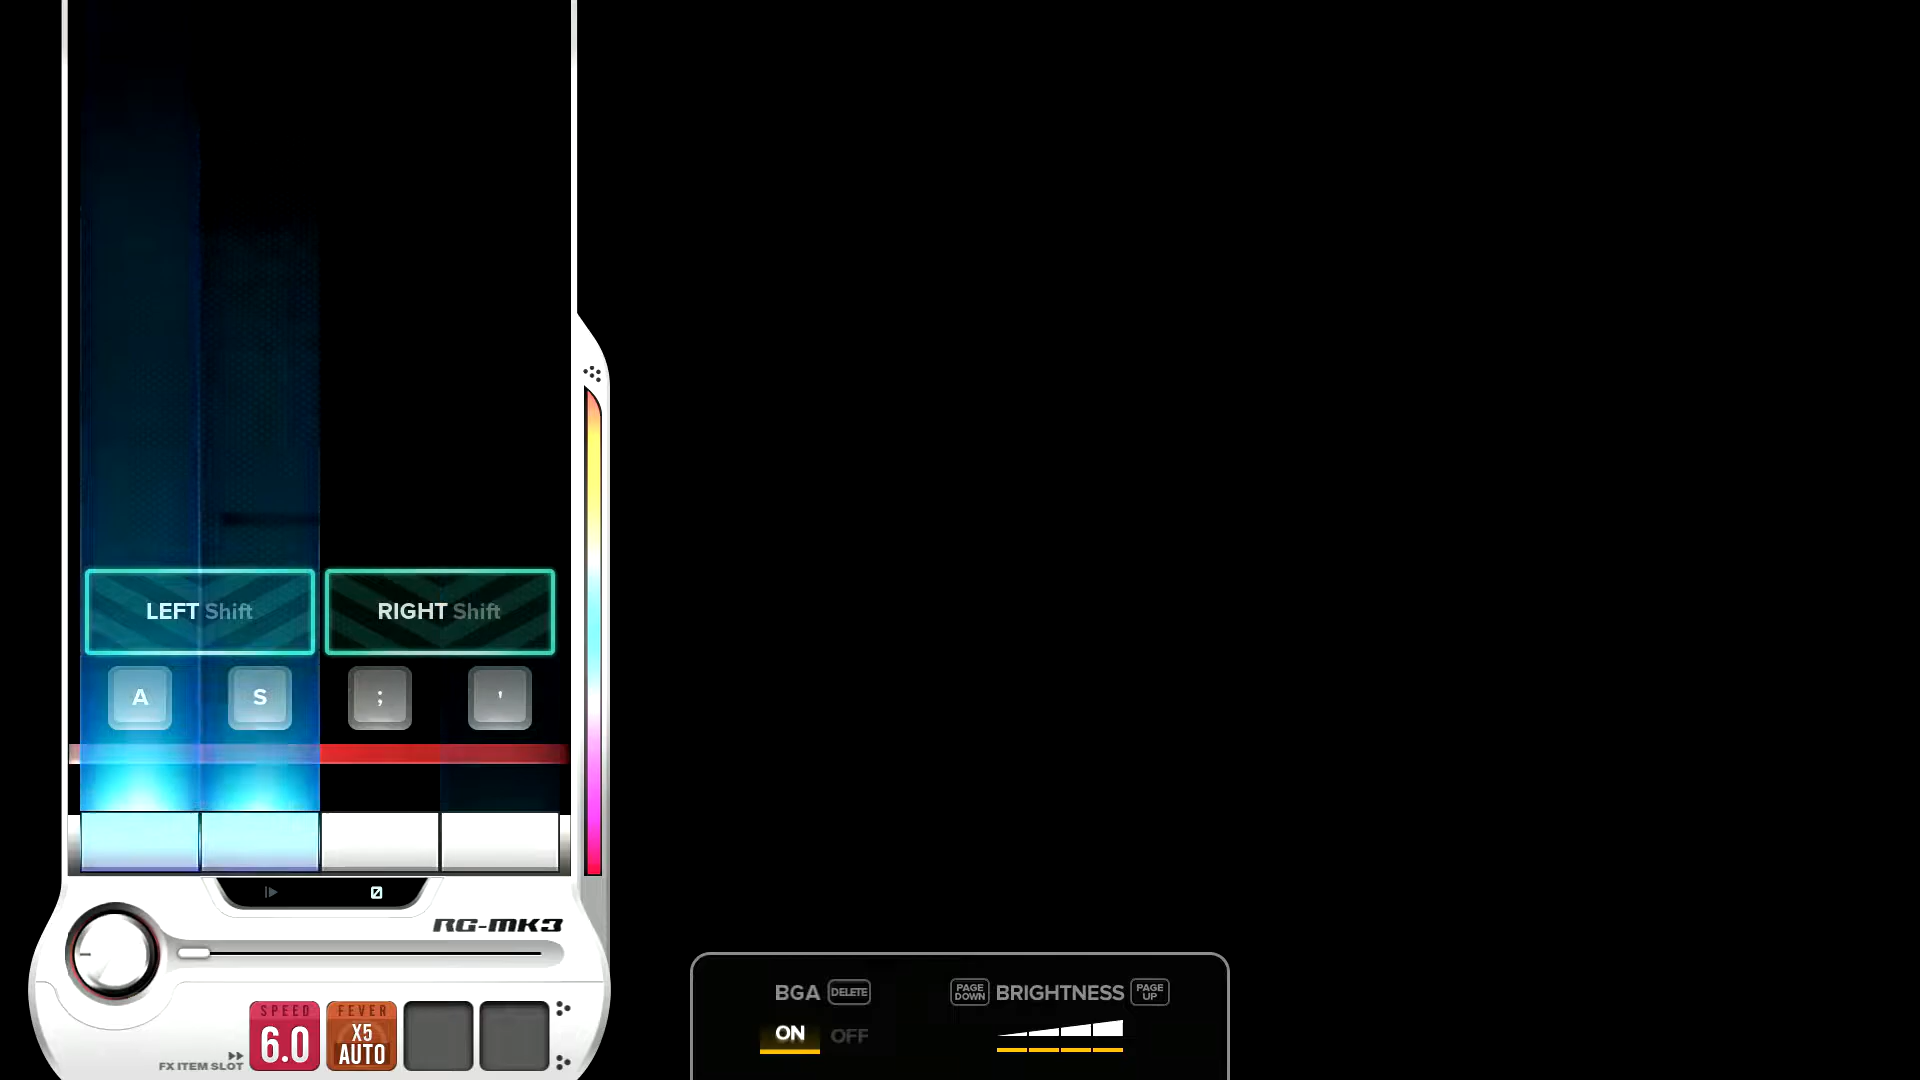 LEFT Shift RIGHT Shift
A S ; '
0
RG-MK3
SPEED
6.0
FEVER
X5
AUTO
FX ITEM SLOT
BGA DELETE
ON OFF
PAGE DOWN BRIGHTNESS PAGE UP